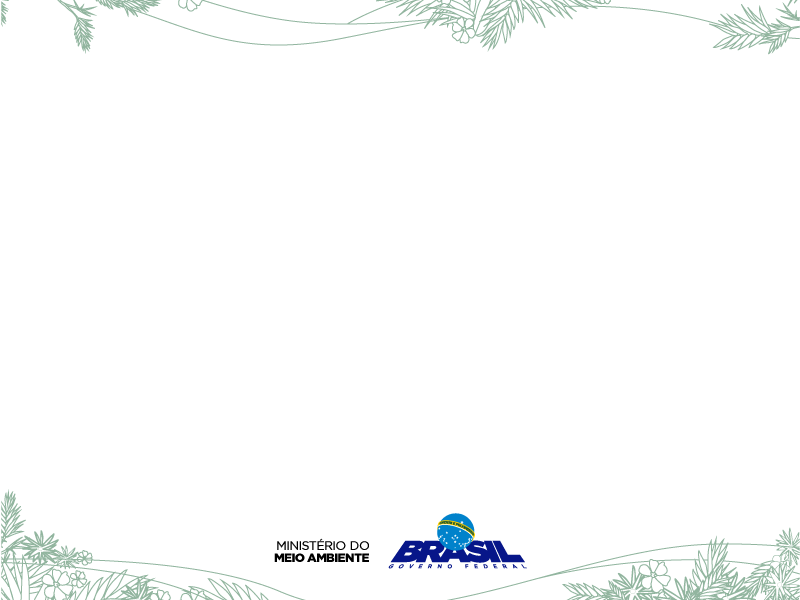 MINISTÉRIO DO
MEIO AMBIENTE
BRASIL
GOVERNO FEDERAL